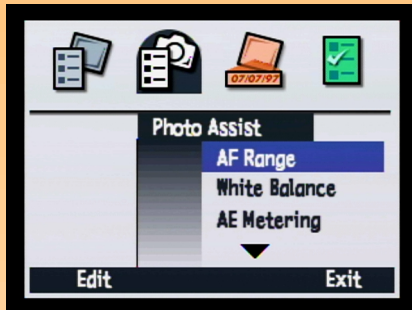 07/07/97
Photo Assist
AF Range
White Balance
AE Metering
Edit Exit